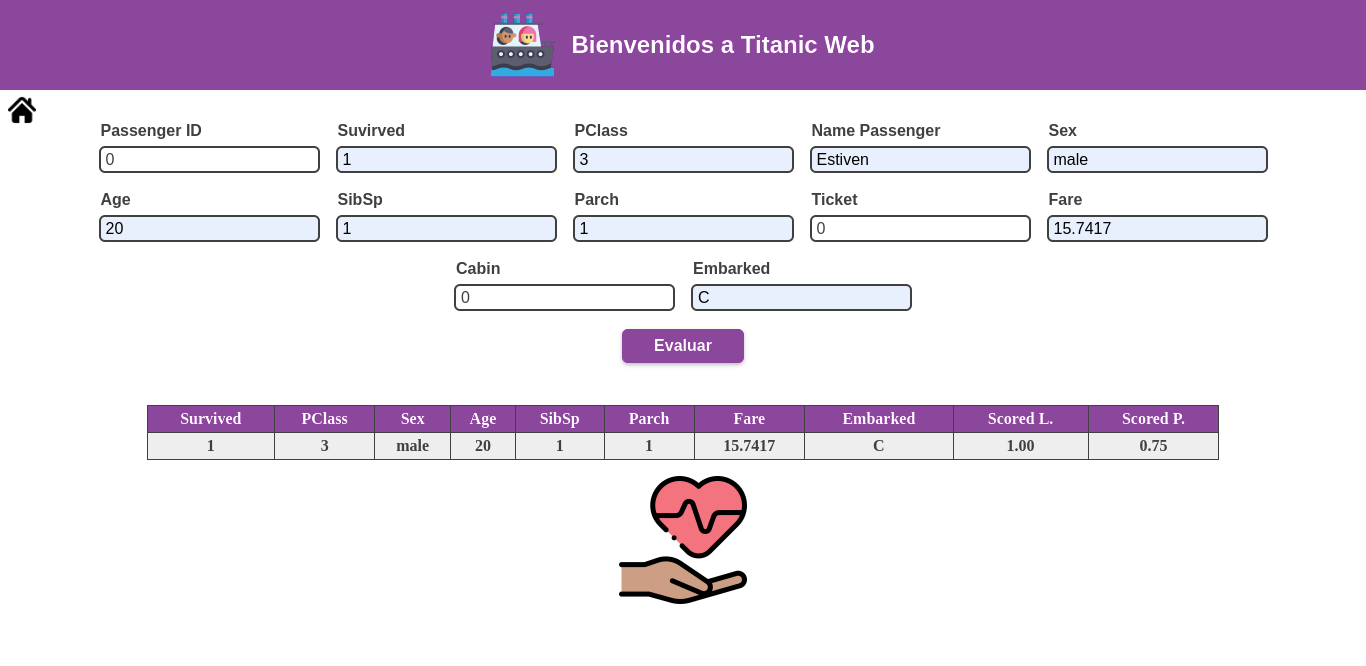 Bienvenidos a Titanic Web
Passenger ID Suvirved PClass Name Passenger Sex
0 1 3 Estiven male
Age SibSp Parch Ticket Fare
20 1 1 0 15.7417
Cabin Embarked
0 C
Evaluar
Survived PClass Sex Age SibSp Parch Fare Embarked Scored L. Scored P.
1 3 male 20 1 1 15.7417 C 1.00 0.75